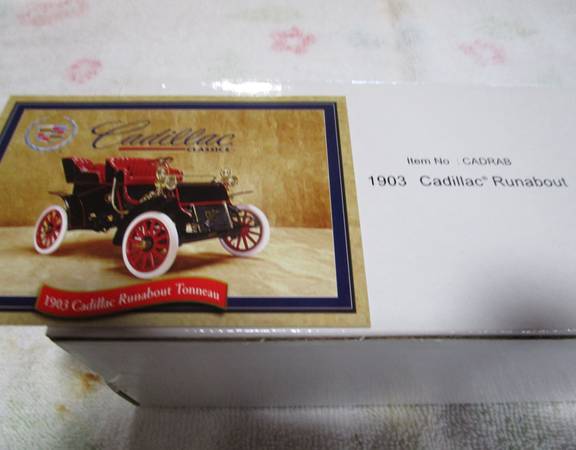 Cadillac
CLASSICS
1903 Cadillac Runabout Tonneau
Item No : CADRAB
1903 Cadillac® Runabout